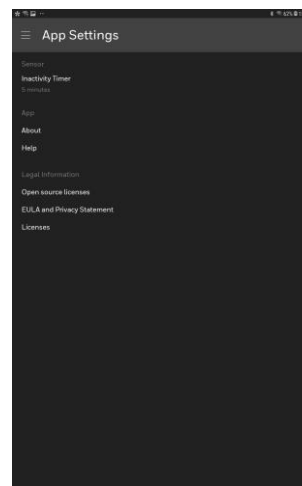 App Settings
Sensor
Inactivity Timer
5 minutes
App
About
Help
Legal Information
Open source licenses
EULA and Privacy Statement
Licenses